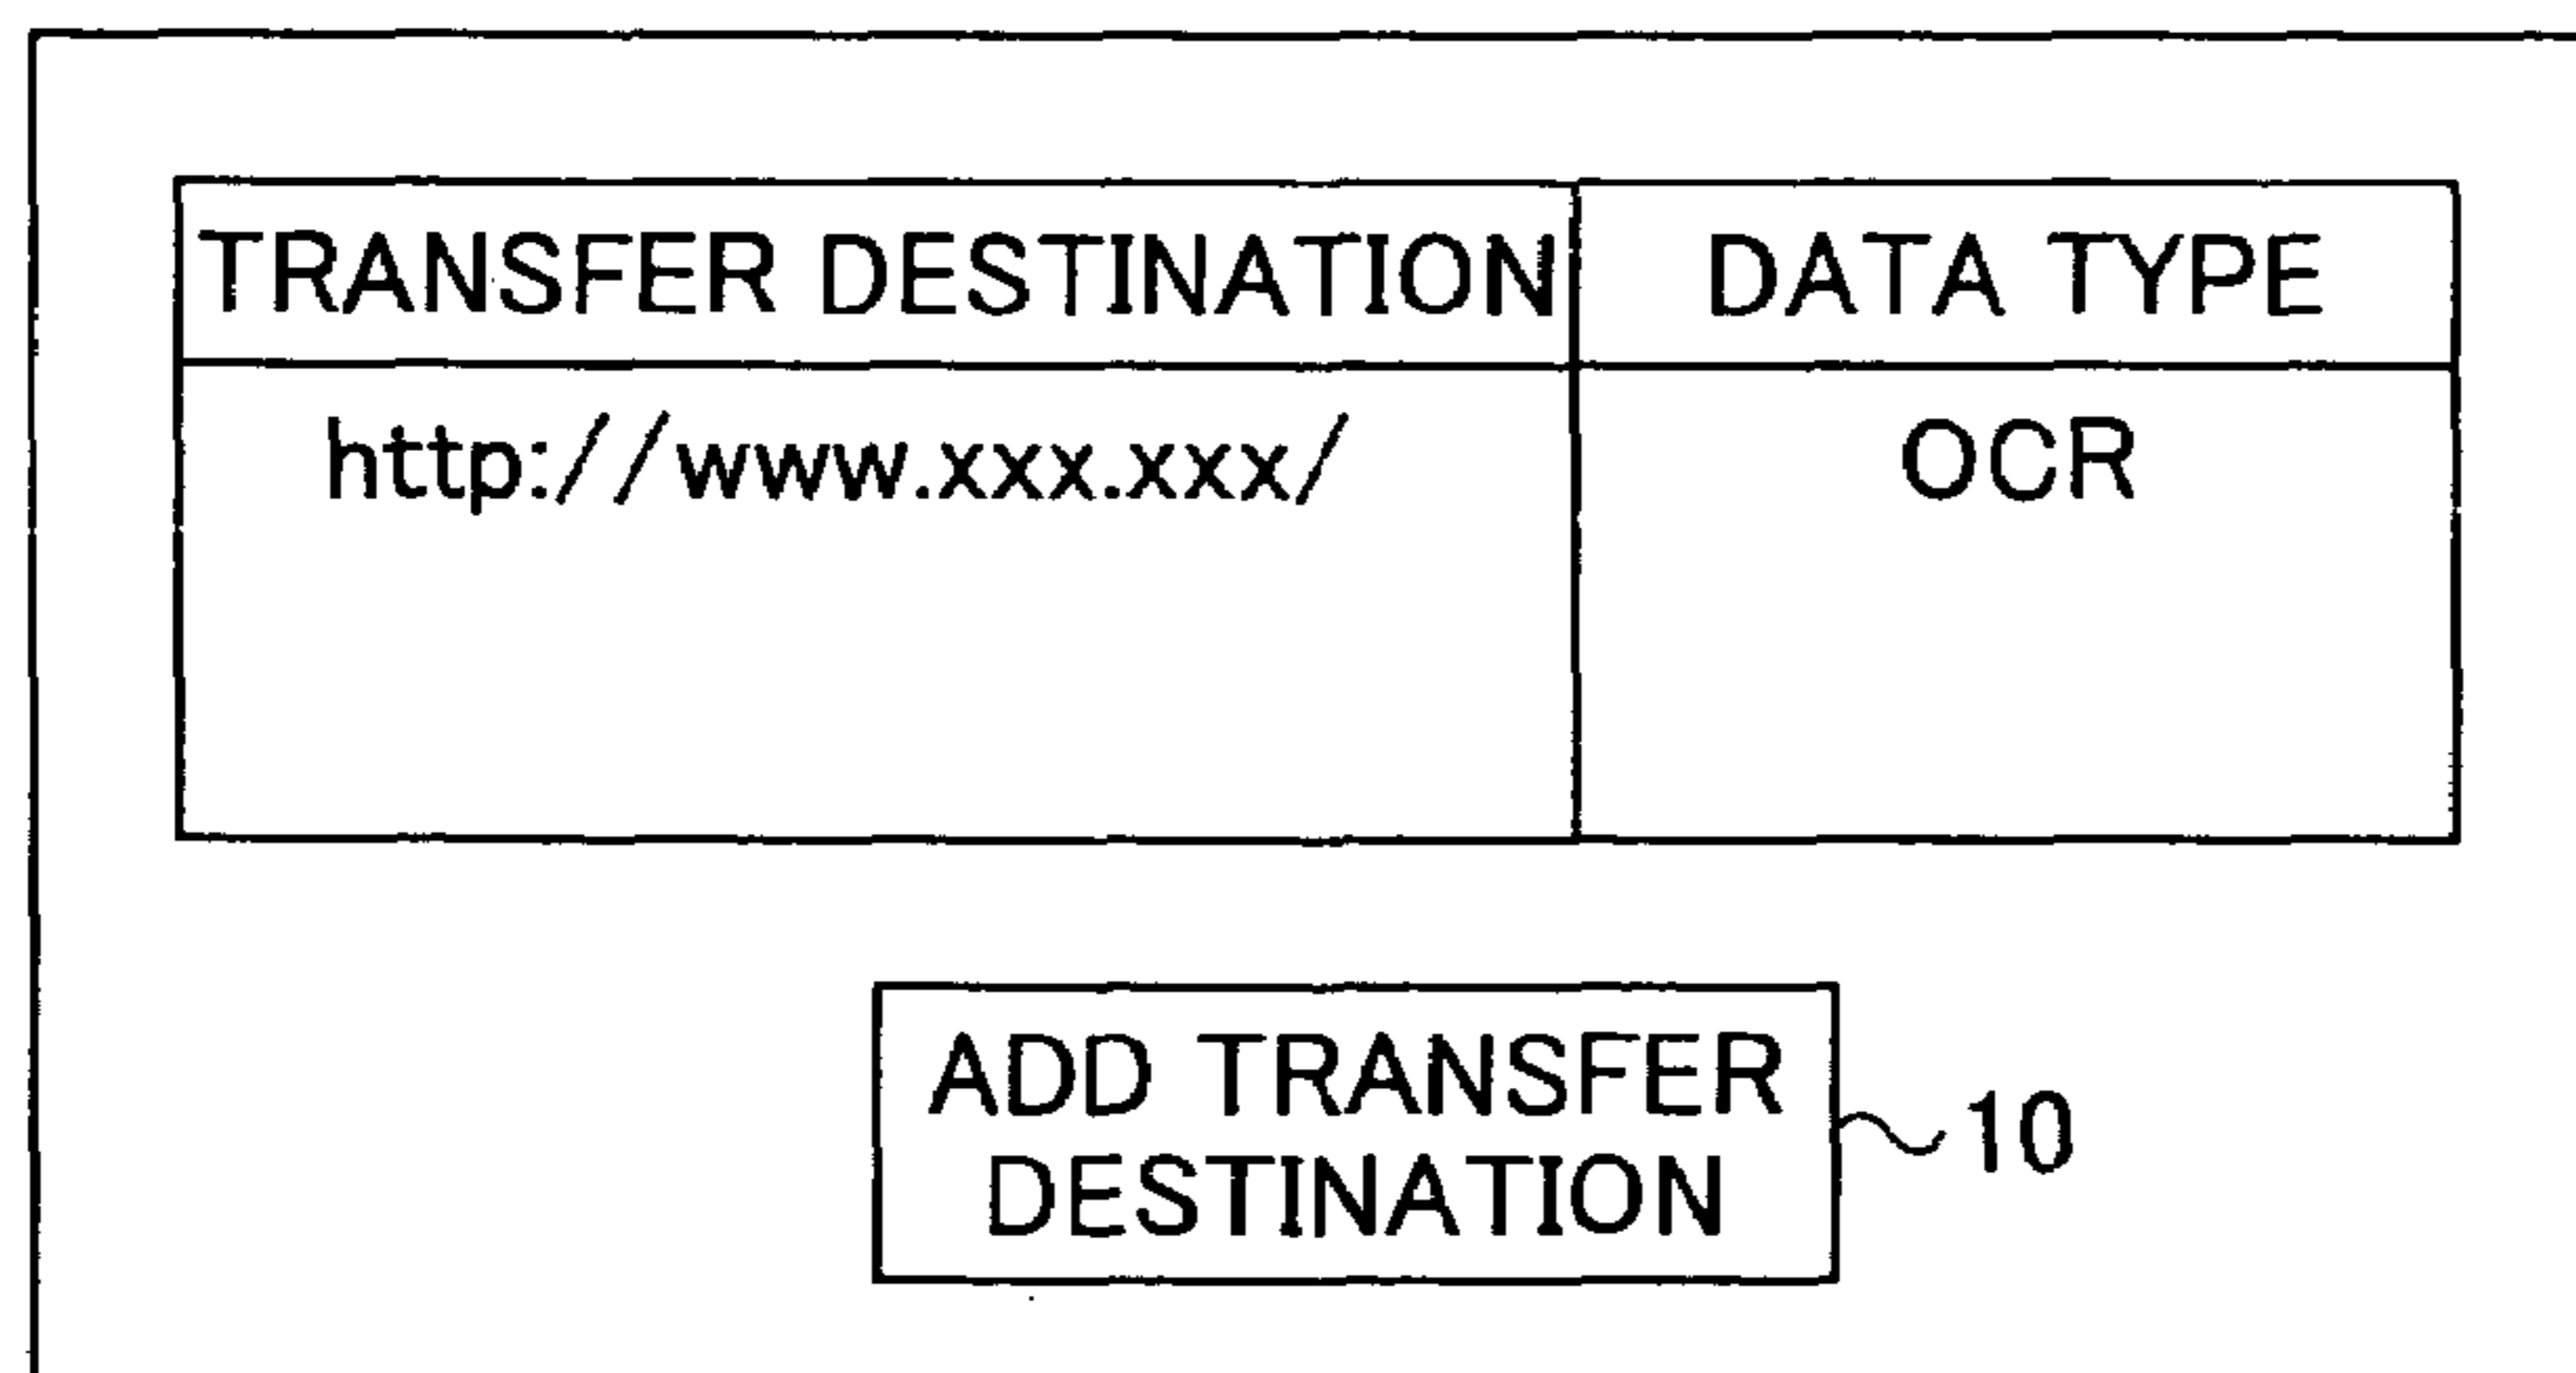 TRANSFER DESTINATION DATA TYPE
http://www.xxx.xxx/ OCR
ADD TRANSFER
DESTINATION
10